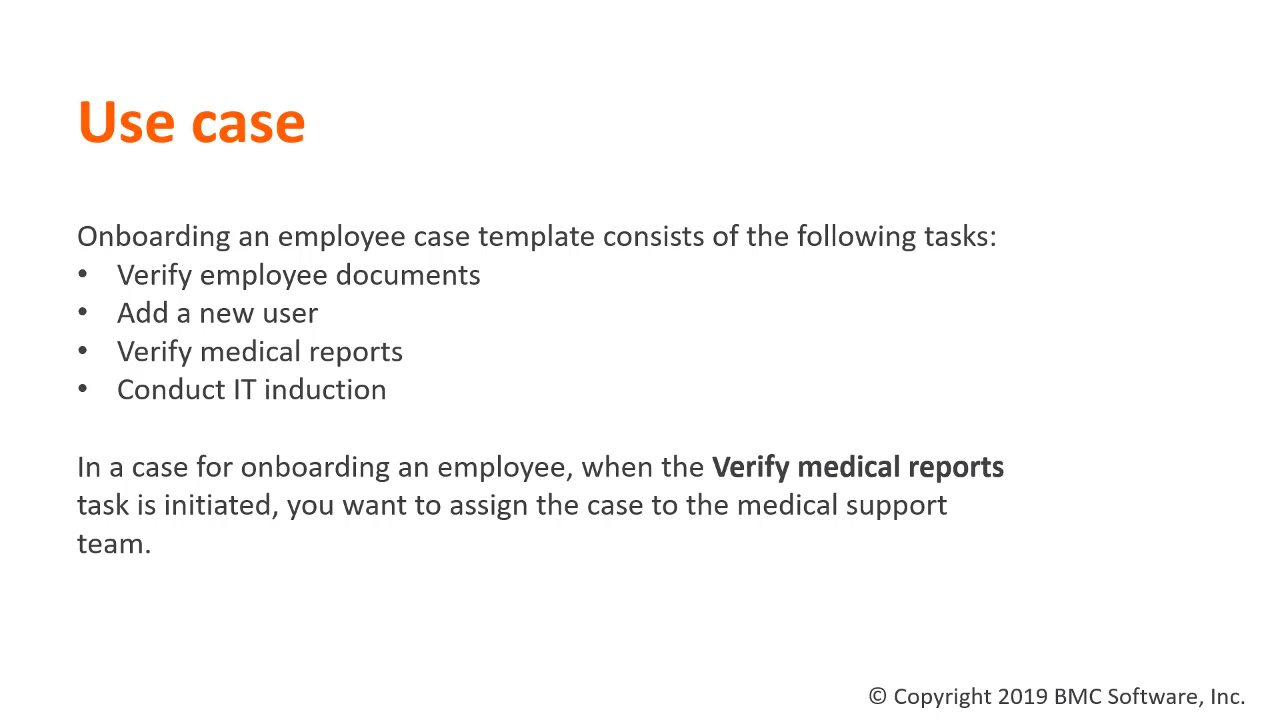 Use case
Onboarding an employee case template consists of the following tasks:
• Verify employee documents
• Add a new user
• Verify medical reports
• Conduct IT induction
In a case for onboarding an employee, when the Verify medical reports
task is initiated, you want to assign the case to the medical support
team.
© Copyright 2019 BMC Software, Inc.